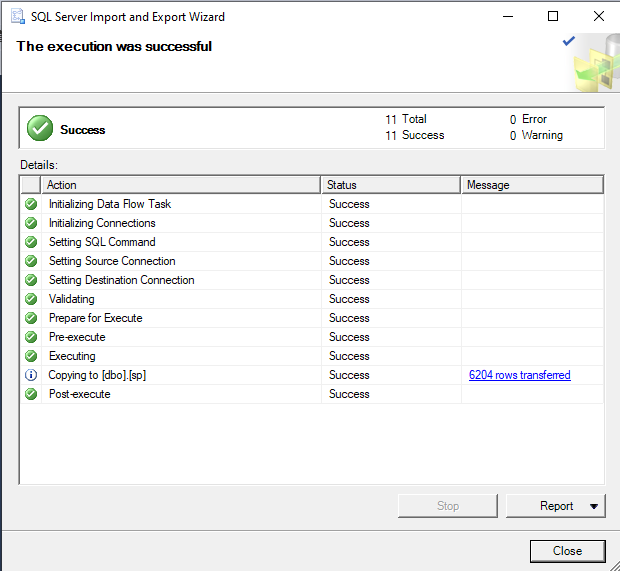 SQL Server Import and Export Wizard
The execution was successful
Success
11 Total
0 Error
11 Success
0 Warning
Details:
Action Status Message
Initializing Data Flow Task Success
Initializing Connections Success
Setting SQL Command Success
Setting Source Connection Success
Setting Destination Connection Success
Validating Success
Prepare for Execute Success
Pre-execute Success
Executing Success
Copying to [dbo].[sp] Success 6204 rows transferred
Post-execute Success
Stop Report
Close